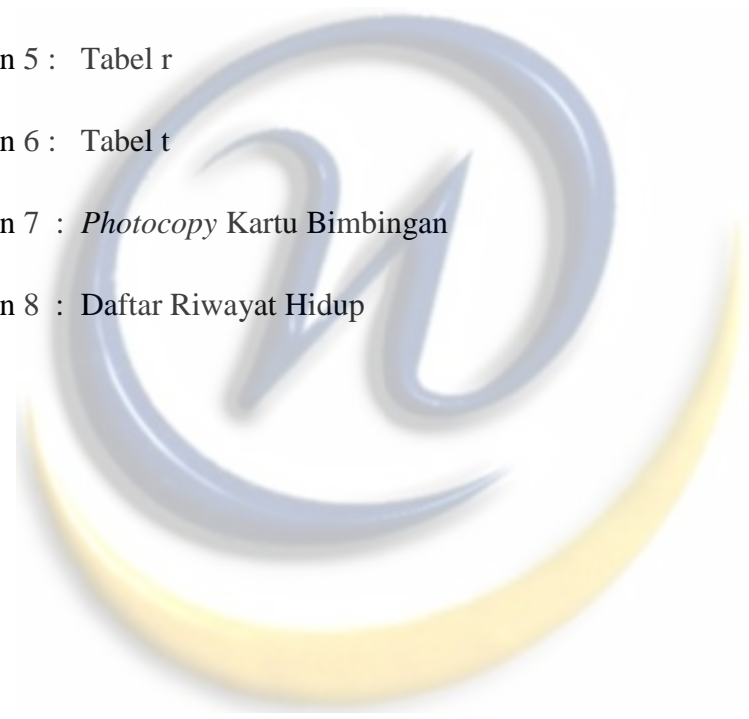 n 5 : Tabel r
n 6 : Tabel t
n 7 : Photocopy Kartu Bimbingan
n 8 : Daftar Riwayat Hidup